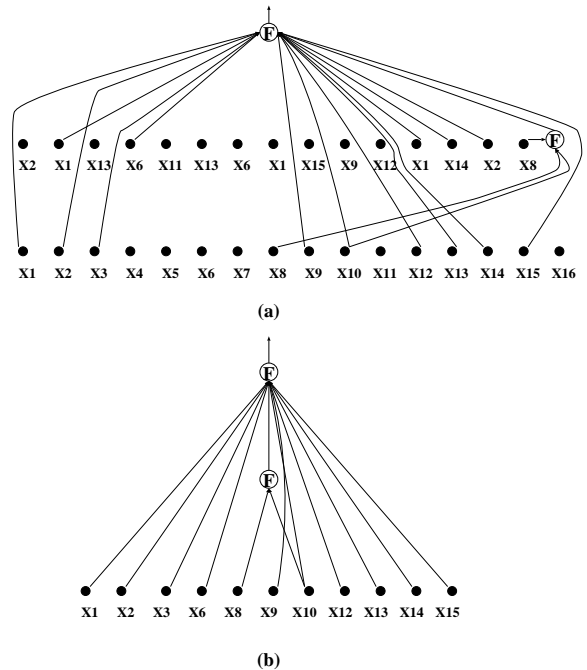 F
F
X2 X1 X13 X6 X11 X13 X6 X1 X15 X9 X12 X1 X14 X2 X8
X1 X2 X3 X4 X5 X6 X7 X8 X9 X10 X11 X12 X13 X14 X15 X16
(a)
F
F
X1 X2 X3 X6 X8 X9 X10 X12 X13 X14 X15
(b)